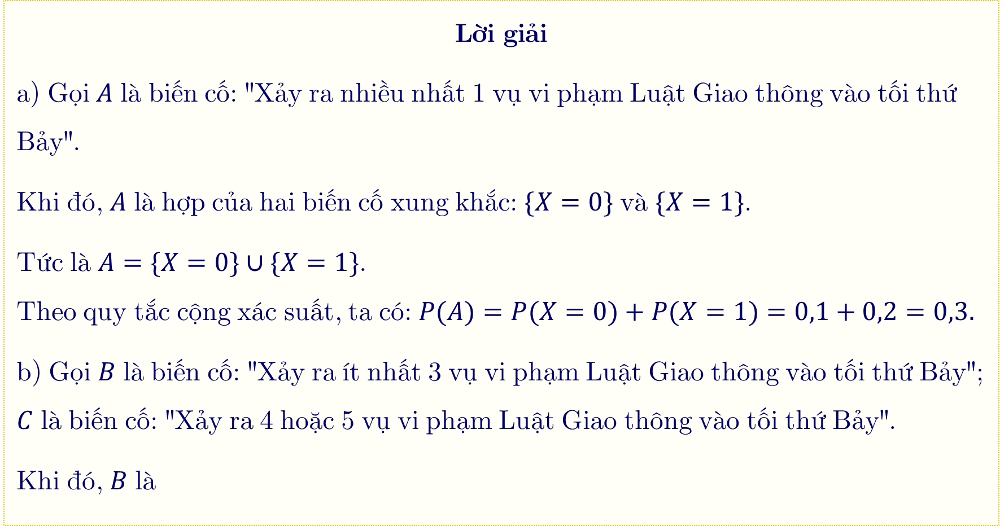 Lời giải
a) Gọi A là biến cố: "Xảy ra nhiều nhất 1 vụ vi phạm Luật Giao thông vào tối thứ
Bảy".
Khi đó, A là hợp của hai biến cố xung khắc: {X = 0} và {X = 1}.
Tức là A = {X = 0} ∪ {X = 1}.
Theo quy tắc cộng xác suất, ta có: P(A) = P(X = 0) + P(X = 1) = 0,1 + 0,2 = 0,3.
b) Gọi B là biến cố: "Xảy ra ít nhất 3 vụ vi phạm Luật Giao thông vào tối thứ Bảy";
C là biến cố: "Xảy ra 4 hoặc 5 vụ vi phạm Luật Giao thông vào tối thứ Bảy".
Khi đó, B là